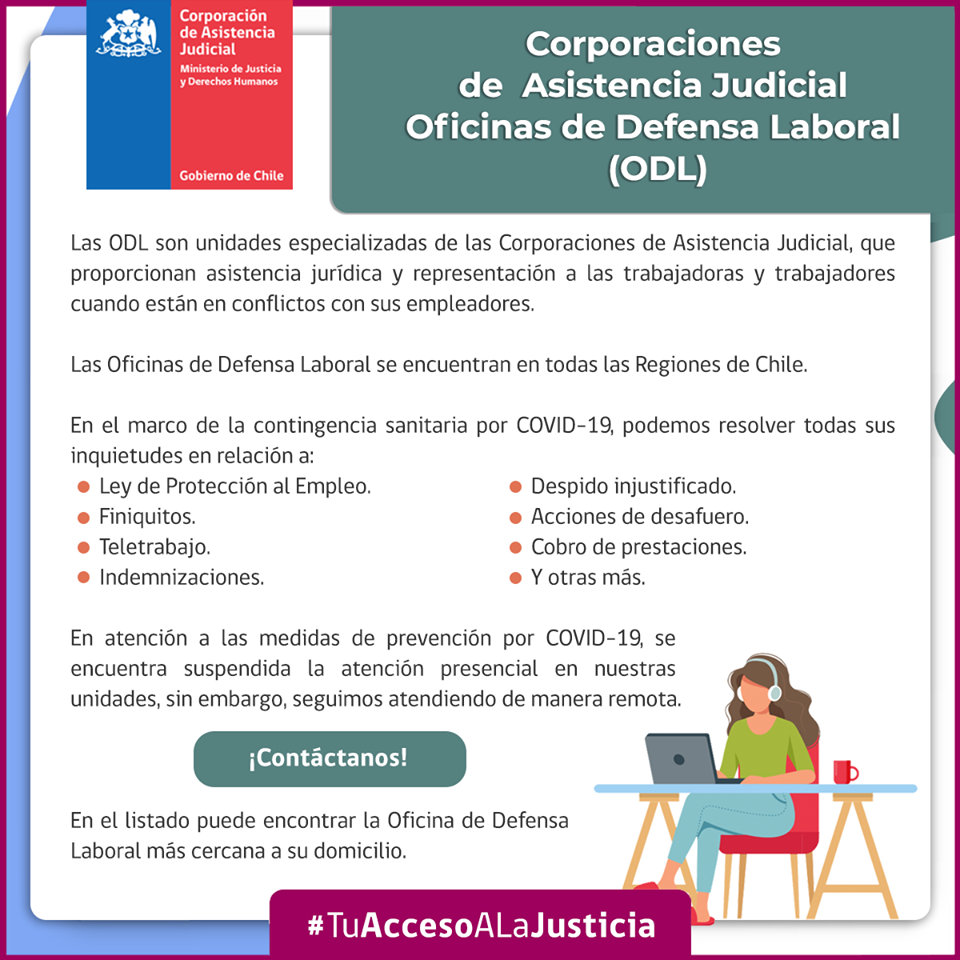 Corporación
de Asistencia
Judicial
Ministerio de Justicia
y Derechos Humanos
Gobierno de Chile
Corporaciones
de Asistencia Judicial
Oficinas de Defensa Laboral
(ODL)
Las ODL son unidades especializadas de las Corporaciones de Asistencia Judicial, que
proporcionan asistencia jurídica y representación a las trabajadoras y trabajadores
cuando están en conflictos con sus empleadores.
Las Oficinas de Defensa Laboral se encuentran en todas las Regiones de Chile.
En el marco de la contingencia sanitaria por COVID-19, podemos resolver todas sus
inquietudes en relación a:
Ley de Protección al Empleo.
Finiquitos.
Teletrabajo.
Indemnizaciones.
Despido injustificado.
Acciones de desafuero.
Cobro de prestaciones.
Y otras más.
En atención a las medidas de prevención por COVID-19, se
encuentra suspendida la atención presencial en nuestras
unidades, sin embargo, seguimos atendiendo de manera remota.
¡Contáctanos!
En el listado puede encontrar la Oficina de Defensa
Laboral más cercana a su domicilio.
#TuAccesoALaJusticia